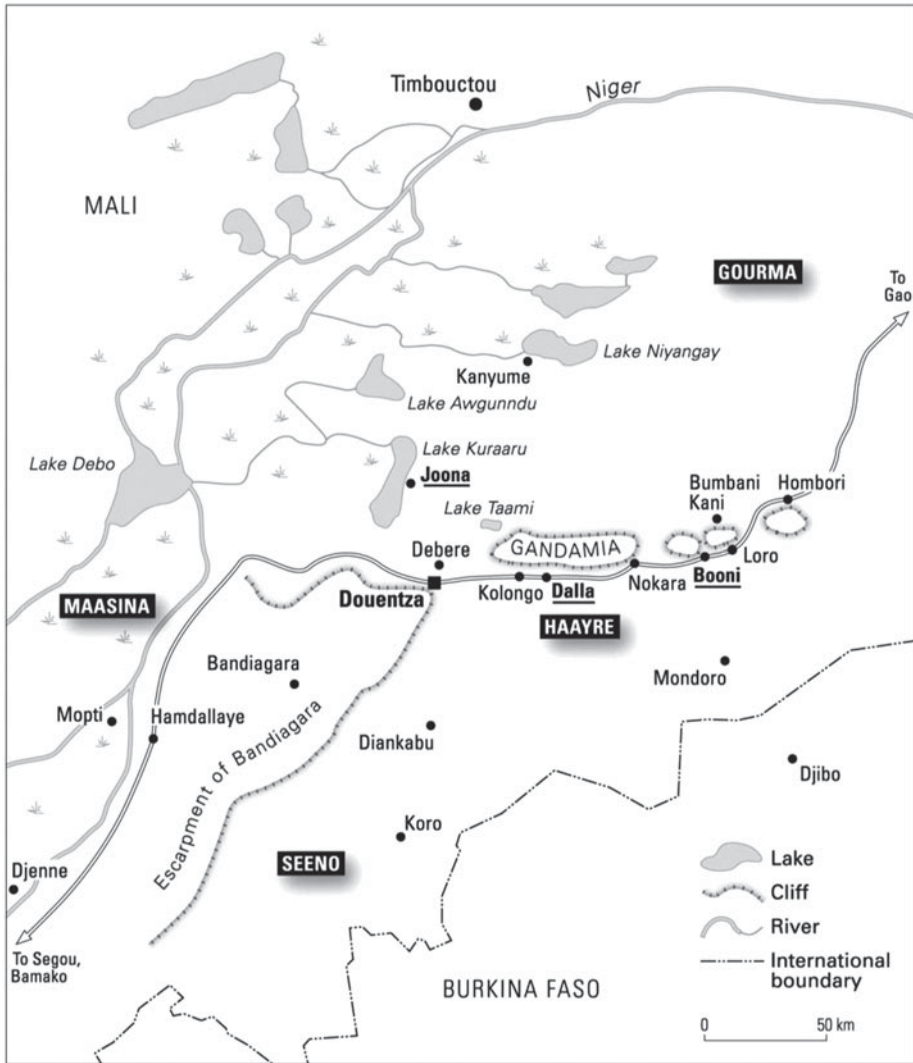 Timbouctou
Niger
MALI
GOURMA
To
Gao
Lake Niyangay
Kanyume
Lake Awgunndu
Lake Debo
Lake Kuraaru
Joona
Bumbani
Kani
Hombori
Lake Taami
Debere
GANDAMIA
Loro
Douentza
Kolongo
Dalla
Nokara
Booni
MAASINA
HAAYRE
Bandiagara
Mondoro
Mopti
Hamdallaye
Diankabu
Djibo
Escarpment of Bandiagara
Koro
SEENO
Djenne
Lake
Cliff
River
To Segou,
Bamako
International
boundary
BURKINA FASO
0 50 km